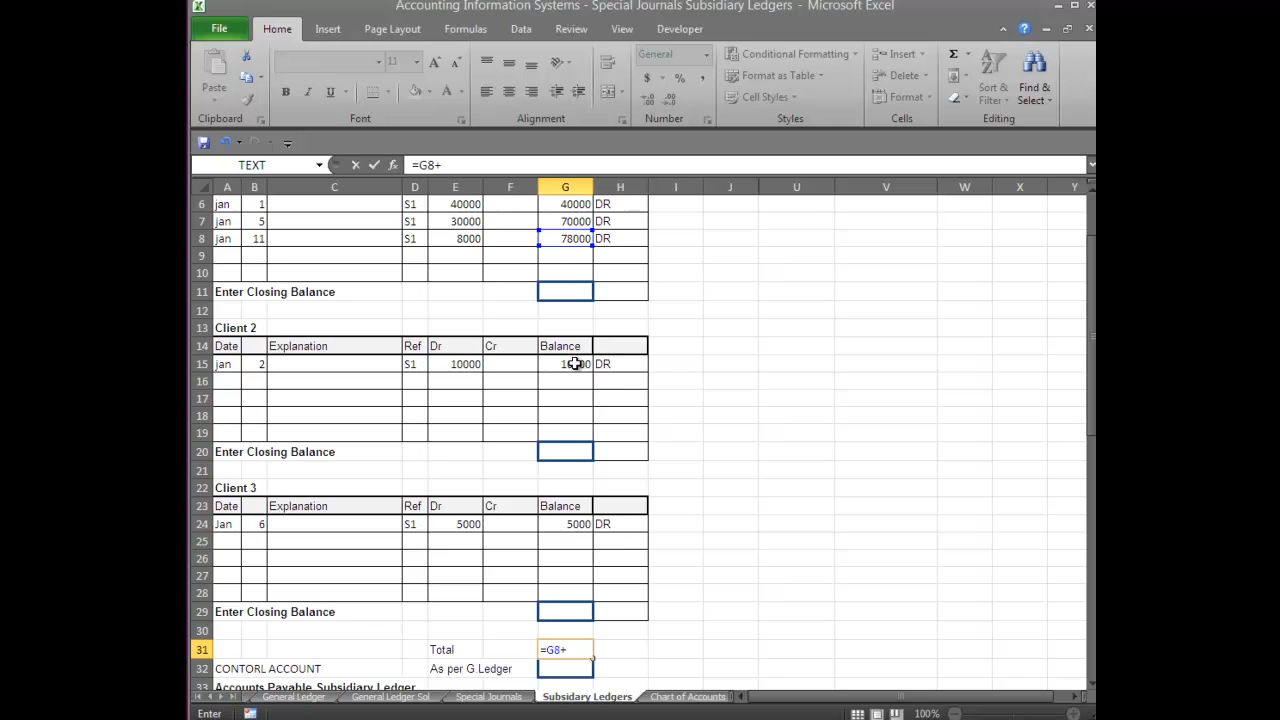 Accounting Information Systems - Special Journals Subsidiary Ledgers - Microsoft Excel
File Home Insert Page Layout Formulas Data Review View Developer
Paste
11
General
Conditional Formatting
Format as Table
Cell Styles
Insert
Delete
Format
Sort & Filter
Find & Select
Clipboard Font Alignment Number Styles Cells Editing
TEXT =G8+
A B C D E F G H I J U V W X Y
6 jan 1 S1 40000 40000 DR
7 jan 5 S1 30000 70000 DR
8 jan 11 S1 8000 78000 DR
9
10
11 Enter Closing Balance
12
13 Client 2
14 Date Explanation Ref Dr Cr Balance
15 jan 2 S1 10000 DR
16
17
18
19
20 Enter Closing Balance
21
22 Client 3
23 Date Explanation Ref Dr Cr Balance
24 Jan 6 S1 5000 5000 DR
25
26
27
28
29 Enter Closing Balance
30
31 Total =G8+
32 CONTORL ACCOUNT As per G.Ledger
33 Accounts Payable Subsidiary Ledger
General Ledger General Ledger Sol Special Journals Subsidary Ledgers Chart of Accounts
Enter 100%